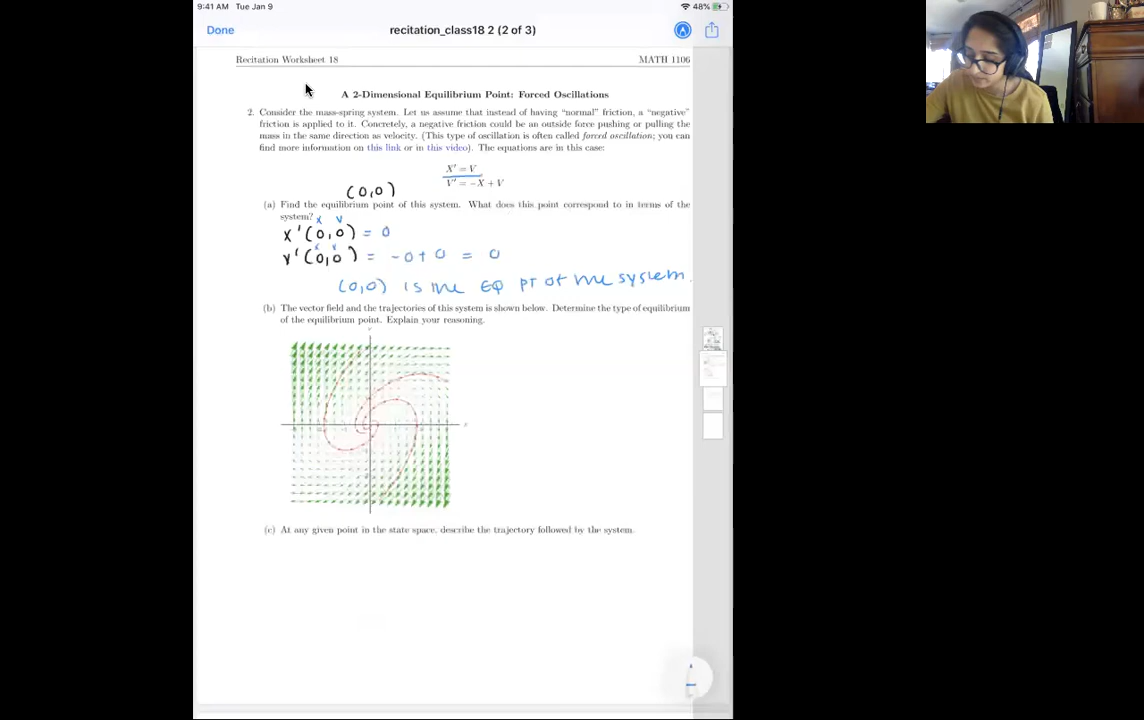 9:41 AM Tue Jan 9
48%
Done
recitation_class18 2 (2 of 3)
Recitation Worksheet 18
MATH 1106
A 2-Dimensional Equilibrium Point: Forced Oscillations
2. Consider the mass-spring system. Let us assume that instead of having "normal" friction, a "negative"
friction is applied to it. Concretely, a negative friction could be an outside force pushing or pulling the
mass in the same direction as velocity. (This type of oscillation is often called forced oscillation; you can
find more information on this link or in this video). The equations are in this case:
X' = V
V' = -X + V
(0,0)
(a) Find the equilibrium point of this system. What does this point correspond to in terms of the
system?
X V
X'(0,0) = 0
X V
V'(0,0) = -0+0 = 0
(0,0) is the EQ pt of the system.
(b) The vector field and the trajectories of this system is shown below. Determine the type of equilibrium
of the equilibrium point. Explain your reasoning.
(c) At any given point in the state space, describe the trajectory followed by the system.